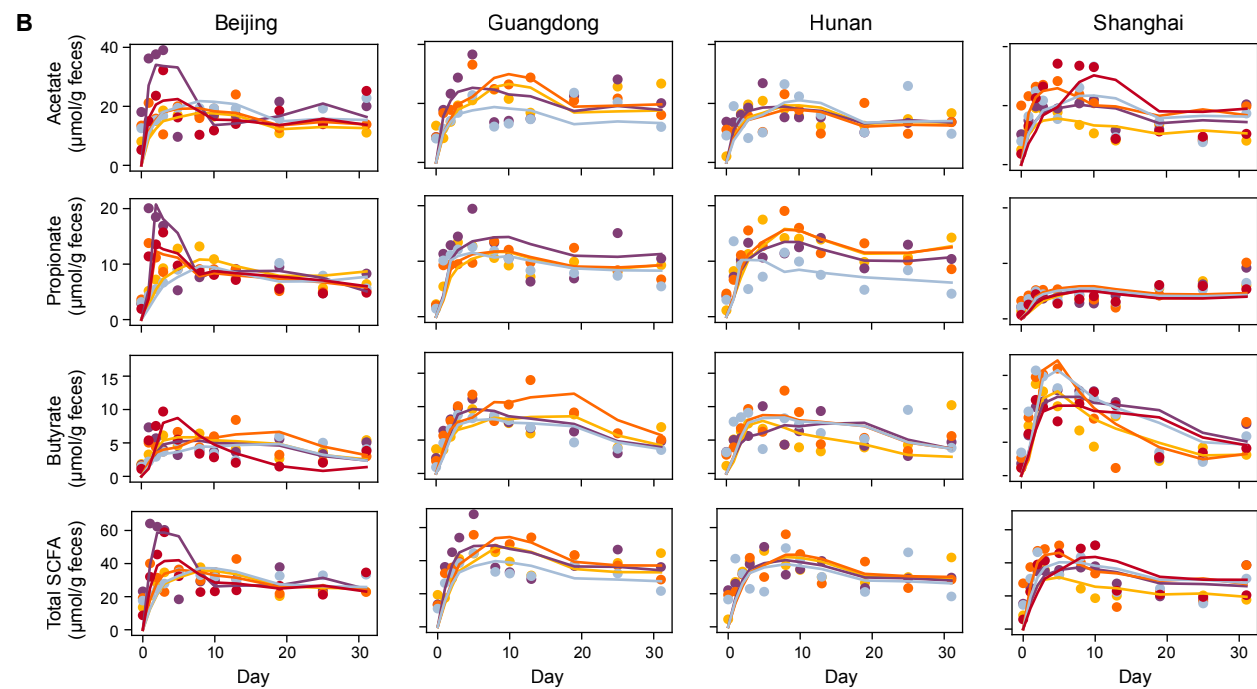 B
Beijing
Guangdong
Hunan
Shanghai
Acetate
(μmol/g feces)
40
20
0
Propionate
(μmol/g feces)
20
10
0
Butyrate
(μmol/g feces)
15
10
5
0
Total SCFA
(μmol/g feces)
60
40
20
0
0 10 20 30
0 10 20 30
0 10 20 30
0 10 20 30
Day
Day
Day
Day